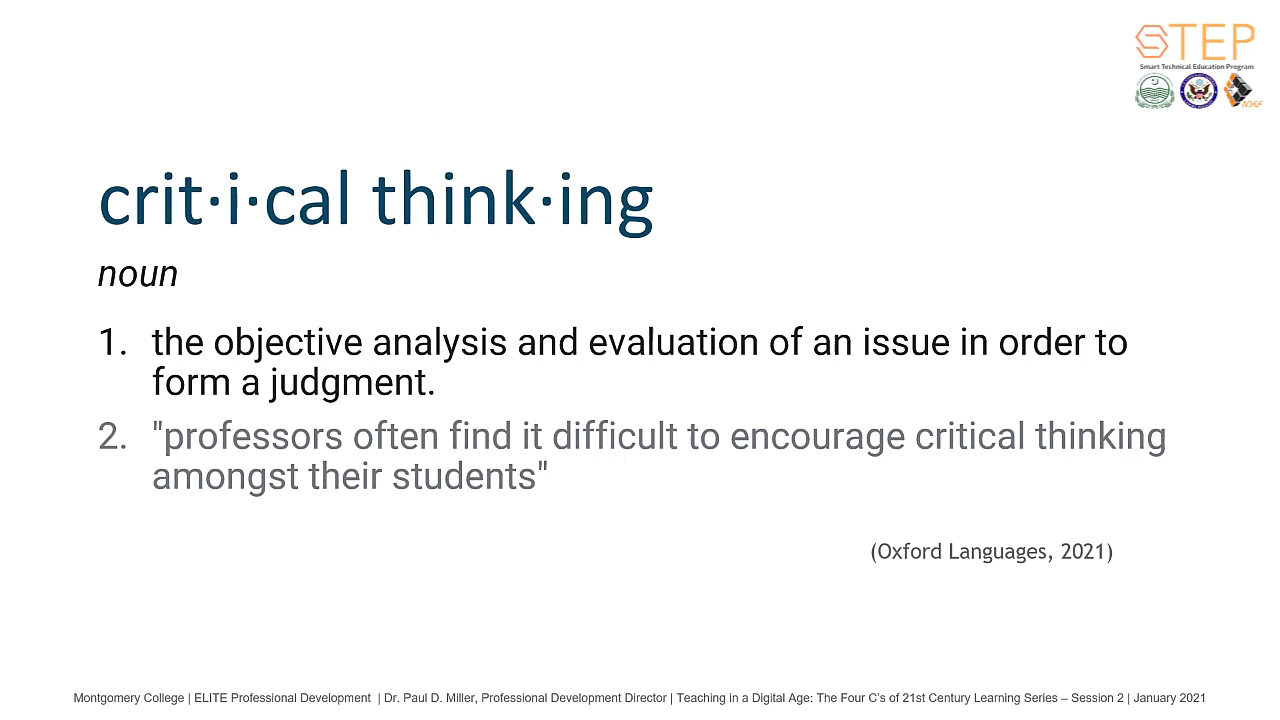 STEP
Smart Technical Education Program
crit·i·cal think·ing
noun
1. the objective analysis and evaluation of an issue in order to
form a judgment.
2. "professors often find it difficult to encourage critical thinking
amongst their students"
(Oxford Languages, 2021)
Montgomery College | ELITE Professional Development | Dr. Paul D. Miller, Professional Development Director | Teaching in a Digital Age: The Four C's of 21st Century Learning Series – Session 2 | January 2021